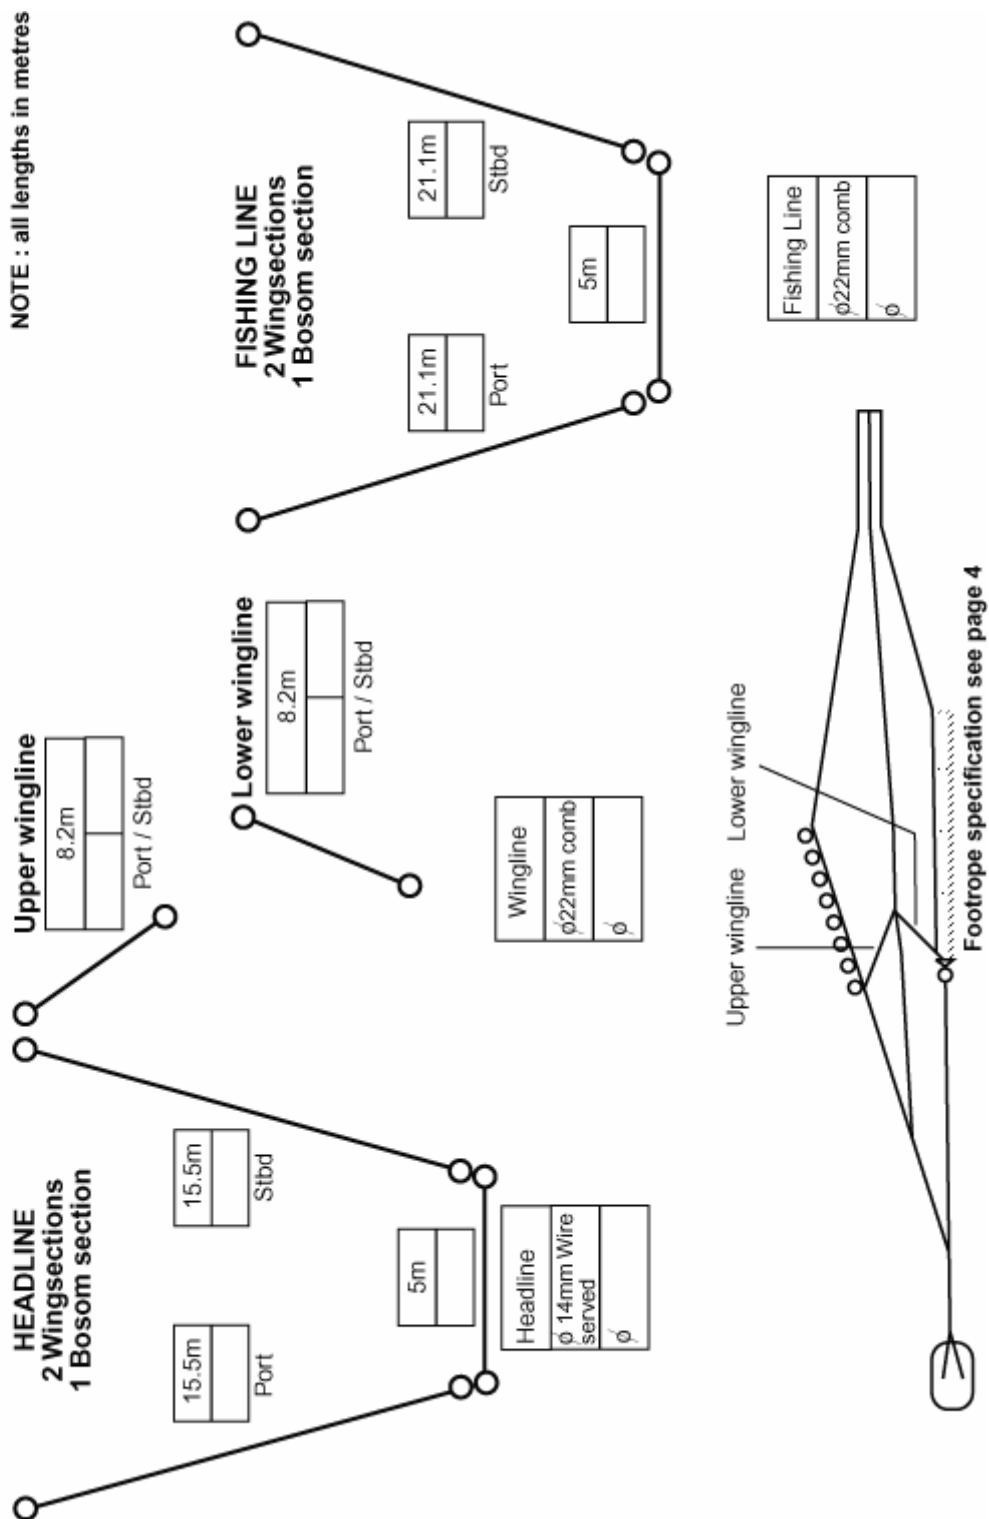 NOTE : all lengths in metres
HEADLINE
2 Wingsections
1 Bosom section
15.5m
Port
15.5m
Stbd
5m
Headline
ϕ 14mm Wire
served
ϕ
Upper wingline
8.2m
Port / Stbd
Lower wingline
8.2m
Port / Stbd
Wingline
ϕ22mm comb
ϕ
FISHING LINE
2 Wingsections
1 Bosom section
21.1m
Port
21.1m
Stbd
5m
Fishing Line
ϕ22mm comb
ϕ
Upper wingline
Lower wingline
Footrope specification see page 4